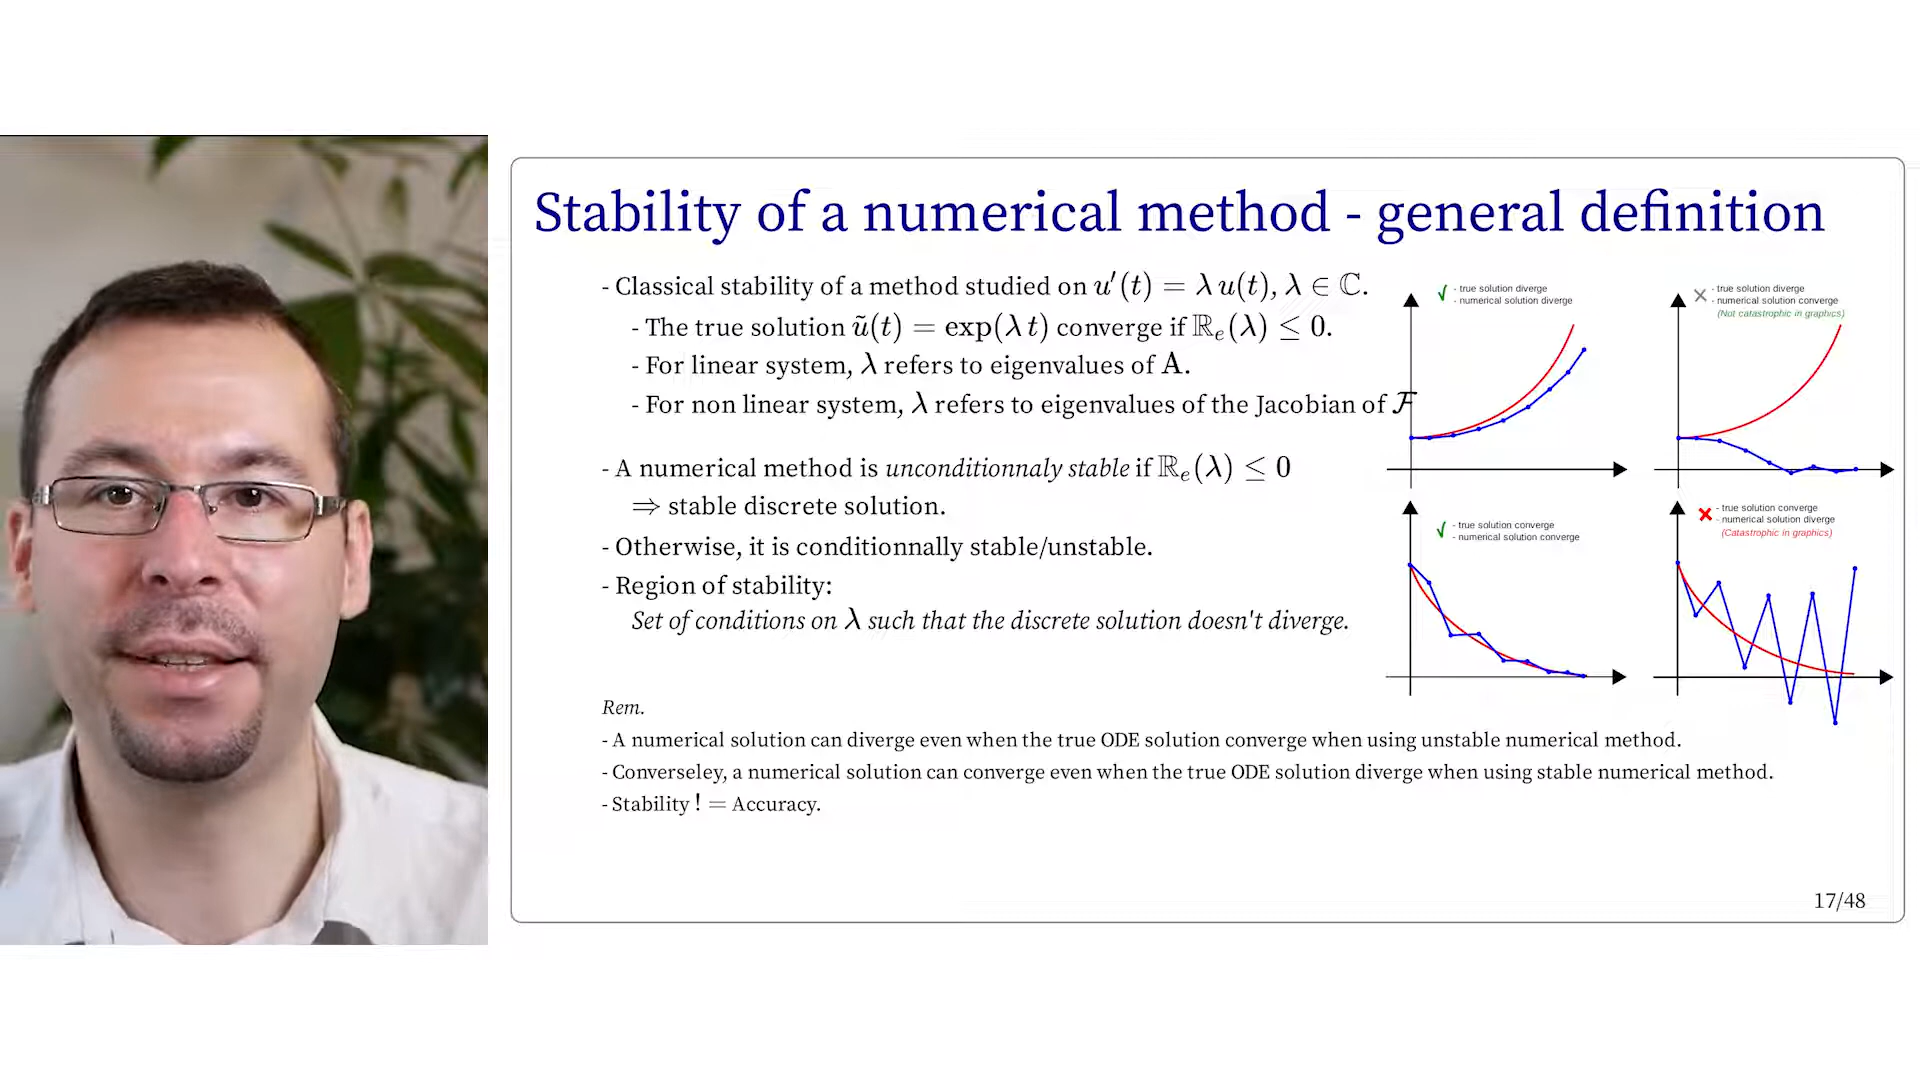 Stability of a numerical method - general definition
- Classical stability of a method studied on u′(t) = λ u(t), λ ∈ ℂ.
- The true solution ũ(t) = exp(λ t) converge if ℝₑ(λ) ≤ 0.
- For linear system, λ refers to eigenvalues of A.
- For non linear system, λ refers to eigenvalues of the Jacobian of ℱ
- A numerical method is unconditionnaly stable if ℝₑ(λ) ≤ 0
⇒ stable discrete solution.
- Otherwise, it is conditionnally stable/unstable.
- Region of stability:
Set of conditions on λ such that the discrete solution doesn't diverge.
√ - true solution diverge
- numerical solution diverge
× - true solution diverge
- numerical solution converge
(Not catastrophic in graphics)
√ - true solution converge
- numerical solution converge
× - true solution converge
- numerical solution diverge
(Catastrophic in graphics)
Rem.
- A numerical solution can diverge even when the true ODE solution converge when using unstable numerical method.
- Converseley, a numerical solution can converge even when the true ODE solution diverge when using stable numerical method.
- Stability ! = Accuracy.
17/48